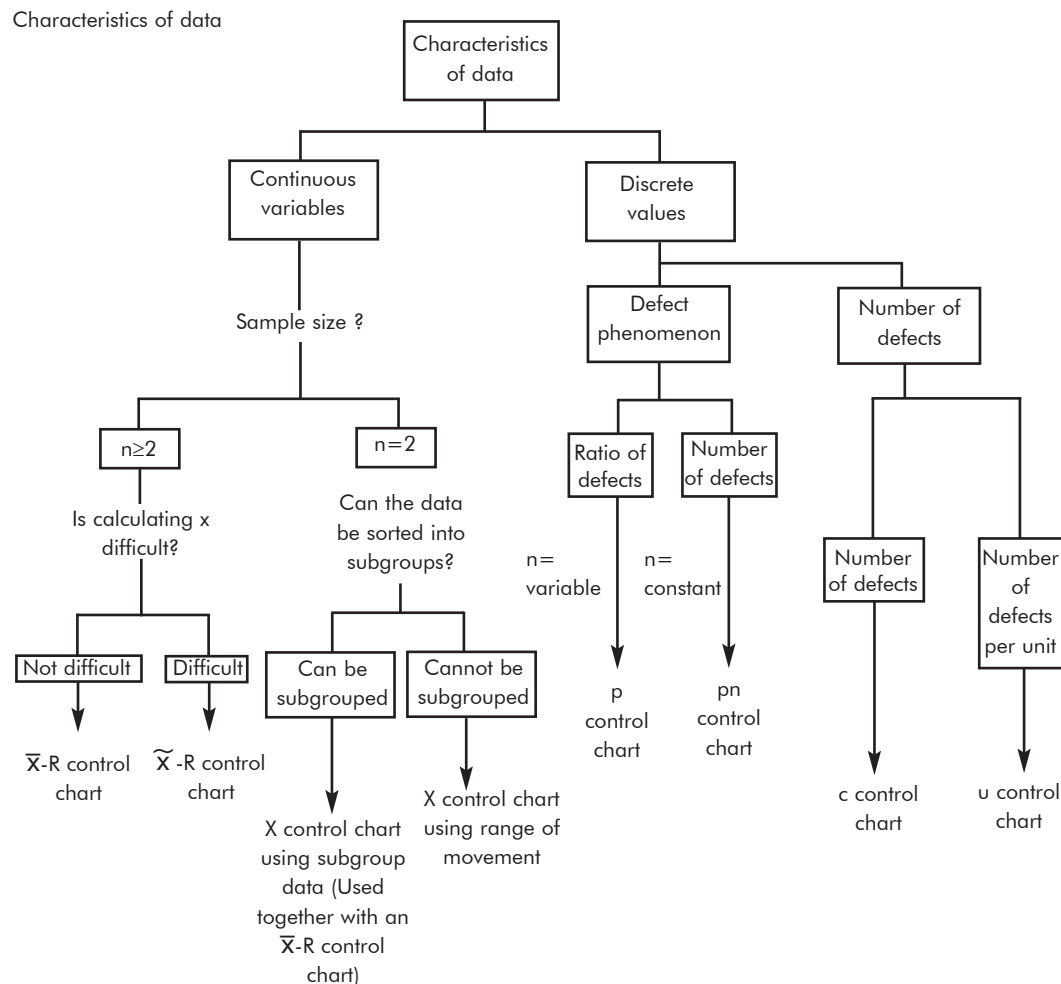 Characteristics of data
Characteristics
of data
Continuous
variables
Discrete
values
Sample size ?
Defect
phenomenon
Number of
defects
n≥2
n=2
Ratio of
defects
Number
of defects
Is calculating x
difficult?
Can the data
be sorted into
subgroups?
n=
variable
n=
constant
Number
of defects
Number
of
defects
per unit
Not difficult
Difficult
Can be
subgrouped
Cannot be
subgrouped
p
control
chart
pn
control
chart
x̄-R control
chart
x̃ -R control
chart
X control chart
using subgroup
data (Used
together with an
x̄-R control
chart)
X control chart
using range of
movement
c control
chart
u control
chart